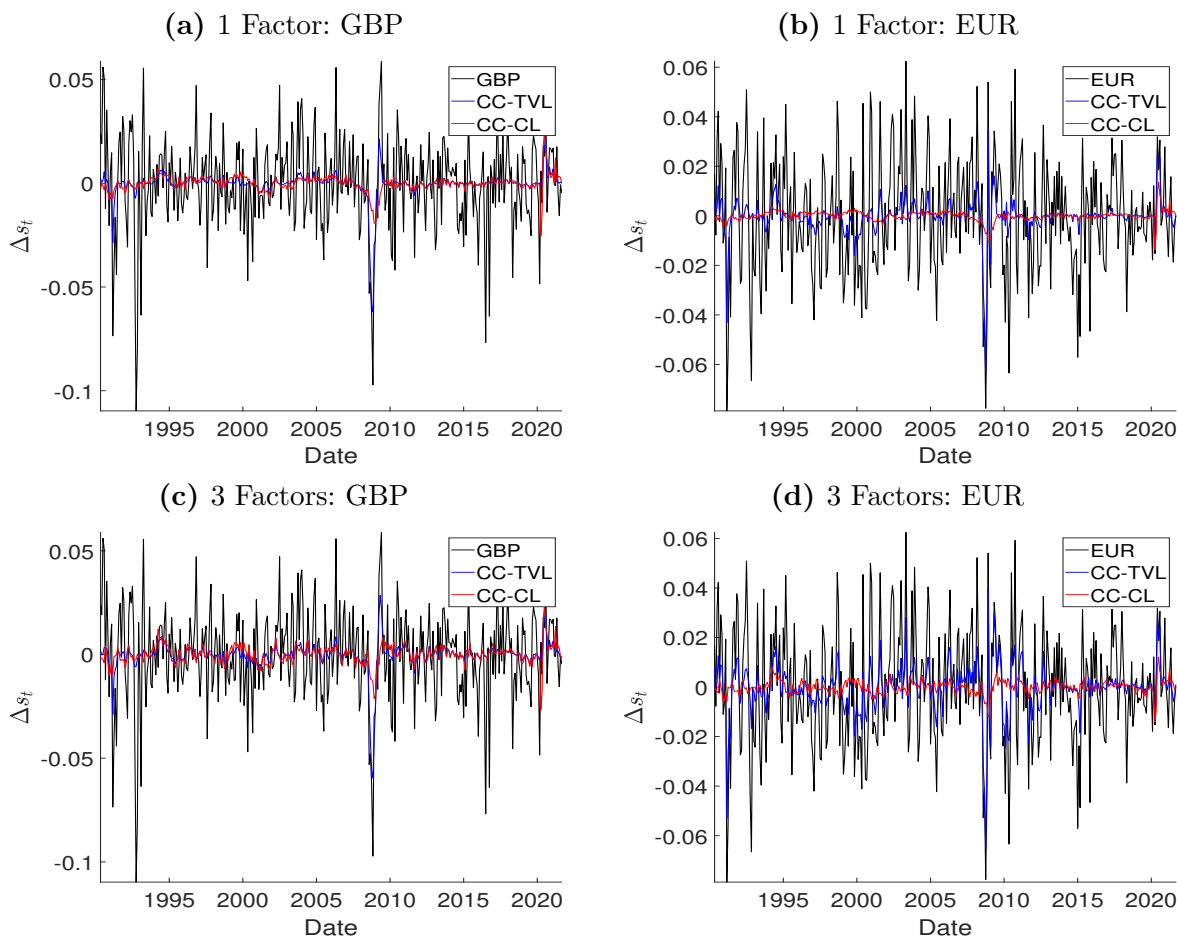 (a) 1 Factor: GBP
0.05
0
-0.05
-0.1
Δs_t
GBP
CC-TVL
CC-CL
1995 2000 2005 2010 2015 2020
Date
(b) 1 Factor: EUR
0.06
0.04
0.02
0
-0.02
-0.04
-0.06
Δs_t
EUR
CC-TVL
CC-CL
1995 2000 2005 2010 2015 2020
Date
(c) 3 Factors: GBP
0.05
0
-0.05
-0.1
Δs_t
GBP
CC-TVL
CC-CL
1995 2000 2005 2010 2015 2020
Date
(d) 3 Factors: EUR
0.06
0.04
0.02
0
-0.02
-0.04
-0.06
Δs_t
EUR
CC-TVL
CC-CL
1995 2000 2005 2010 2015 2020
Date